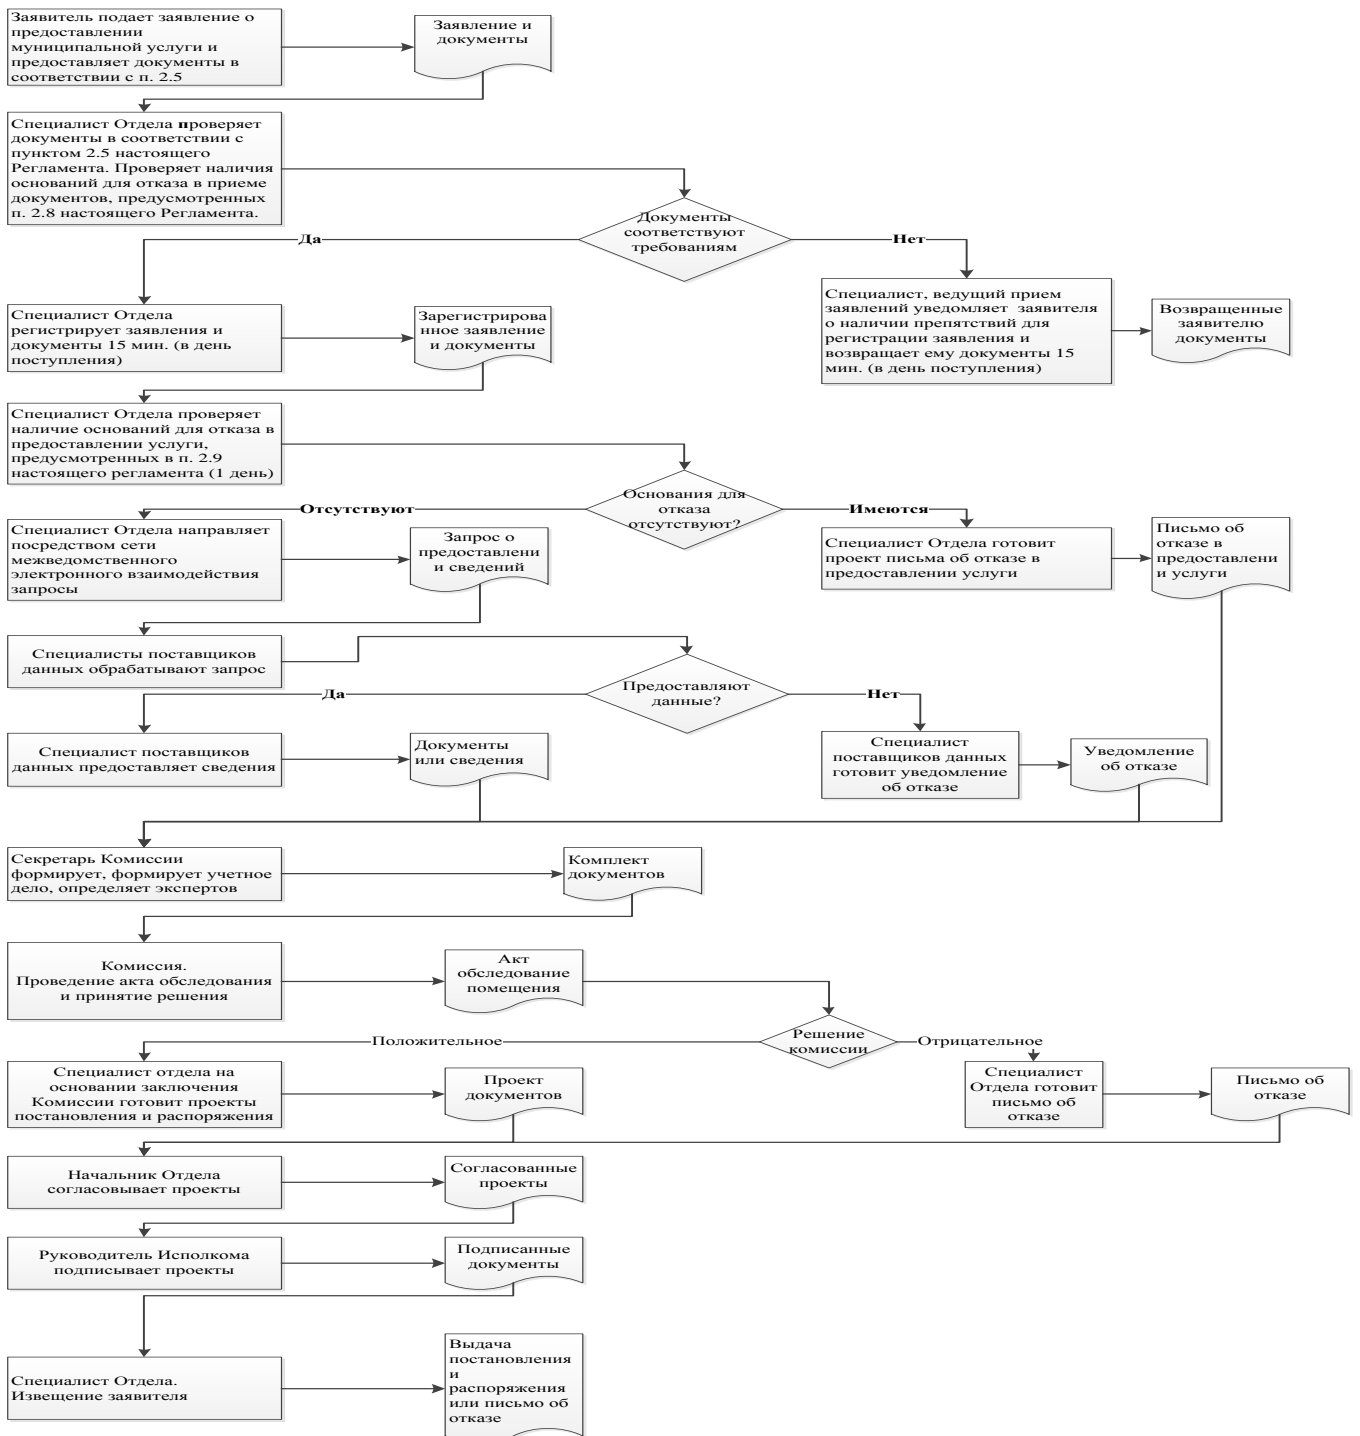 Заявитель подает заявление о
предоставлении
муниципальной услуги и
предоставляет документы в
соответствии с п. 2.5
Заявление и
документы
Специалист Отдела проверяет
документы в соответствии с
пунктом 2.5 настоящего
Регламента. Проверяет наличия
оснований для отказа в приеме
документов, предусмотренных
п. 2.8 настоящего Регламента.
Документы
соответствуют
требованиям
Да
Нет
Специалист Отдела
регистрирует заявления и
документы 15 мин. (в день
поступления)
Зарегистрирова
нное заявление
и документы
Специалист, ведущий прием
заявлений уведомляет заявителя
о наличии препятствий для
регистрации заявления и
возвращает ему документы 15
мин. (в день поступления)
Возвращенные
заявителю
документы
Специалист Отдела проверяет
наличие оснований для отказа в
предоставлении услуги,
предусмотренных в п. 2.9
настоящего регламента (1 день)
Основания для
отказа
отсутствуют?
Отсутствуют
Имеются
Специалист Отдела направляет
посредством сети
межведомственного
электронного взаимодействия
запросы
Запрос о
предоставлени
и сведений
Специалист Отдела готовит
проект письма об отказе в
предоставлении услуги
Письмо об
отказе в
предоставлени
и услуги
Специалисты поставщиков
данных обрабатывают запрос
Предоставляют
данные?
Да
Нет
Специалист поставщиков
данных предоставляет сведения
Документы
или сведения
Специалист
поставщиков данных
готовит уведомление
об отказе
Уведомление
об отказе
Секретарь Комиссии
формирует, формирует учетное
дело, определяет экспертов
Комплект
документов
Комиссия.
Проведение акта обследования
и принятие решения
Акт
обследование
помещения
Решение
комиссии
Положительное
Отрицательное
Специалист отдела на
основании заключения
Комиссии готовит проекты
постановления и распоряжения
Проект
документов
Специалист
Отдела готовит
письмо об
отказе
Письмо об
отказе
Начальник Отдела
согласовывает проекты
Согласованные
проекты
Руководитель Исполкома
подписывает проекты
Подписанные
документы
Специалист Отдела.
Извещение заявителя
Выдача
постановления
и
распоряжения
или письмо об
отказе